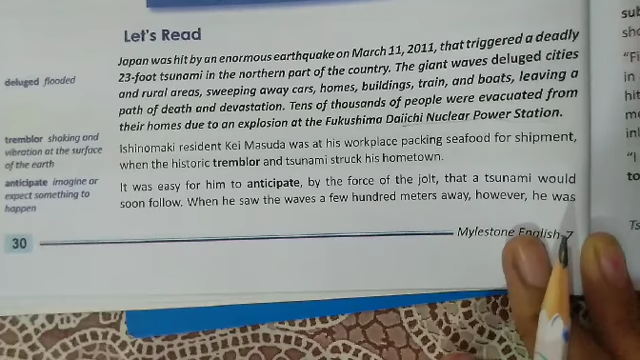 Let's Read
Japan was hit by an enormous earthquake on March 11, 2011, that triggered a deadly
23-foot tsunami in the northern part of the country. The giant waves deluged cities
and rural areas, sweeping away cars, homes, buildings, train, and boats, leaving a
path of death and devastation. Tens of thousands of people were evacuated from
their homes due to an explosion at the Fukushima Daiichi Nuclear Power Station.
Ishinomaki resident Kei Masuda was at his workplace packing seafood for shipment,
when the historic tremblor and tsunami struck his hometown.
It was easy for him to anticipate, by the force of the jolt, that a tsunami would
soon follow. When he saw the waves a few hundred meters away, however, he was
deluged flooded
tremblor shaking and
vibration at the surface
of the earth
anticipate imagine or
expect something to
happen
30
Mylestone English 7
sub
"Fi
in
hit
"I
to
Ts